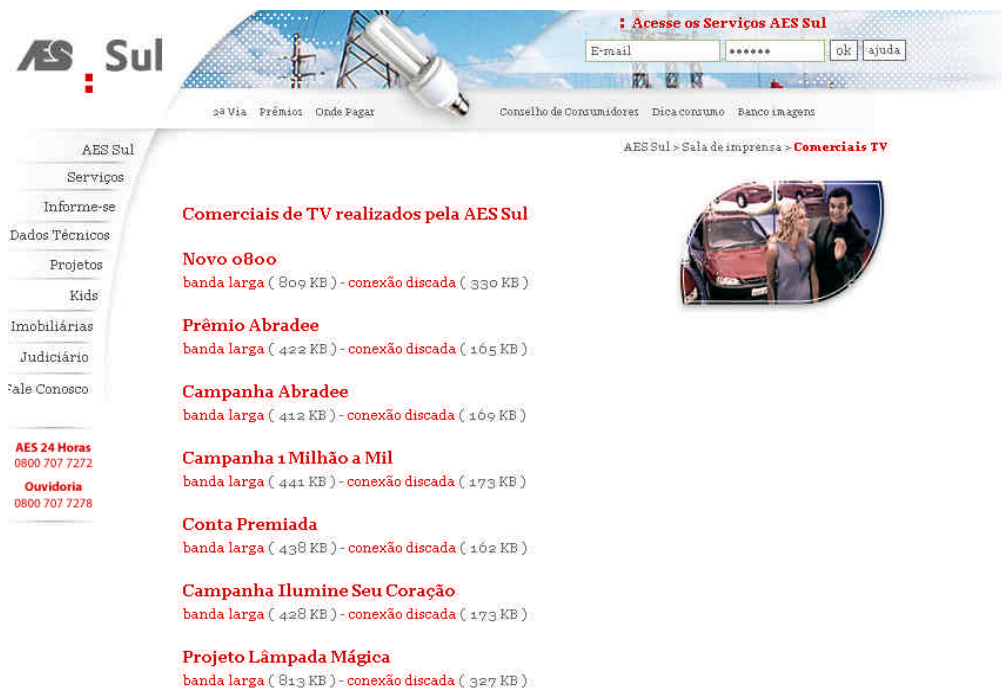 AES Sul
Acesse os Serviços AES Sul
E-mail
••••••
ok
ajuda
2ª Via Prêmios Onde Pagar
Conselho de Consumidores Dica consumo Banco imagens
AES Sul > Sala de imprensa > Comerciais TV
AES Sul
Serviços
Informe-se
Dados Técnicos
Projetos
Kids
Imobiliárias
Judiciário
Fale Conosco
AES 24 Horas
0800 707 7272
Ouvidoria
0800 707 7278
Comerciais de TV realizados pela AES Sul
Novo 0800
banda larga ( 809 KB ) - conexão discada ( 330 KB )
Prêmio Abradee
banda larga ( 422 KB ) - conexão discada ( 165 KB )
Campanha Abradee
banda larga ( 412 KB ) - conexão discada ( 169 KB )
Campanha 1 Milhão a Mil
banda larga ( 441 KB ) - conexão discada ( 173 KB )
Conta Premiada
banda larga ( 438 KB ) - conexão discada ( 162 KB )
Campanha Ilumine Seu Coração
banda larga ( 428 KB ) - conexão discada ( 173 KB )
Projeto Lâmpada Mágica
banda larga ( 813 KB ) - conexão discada ( 327 KB )